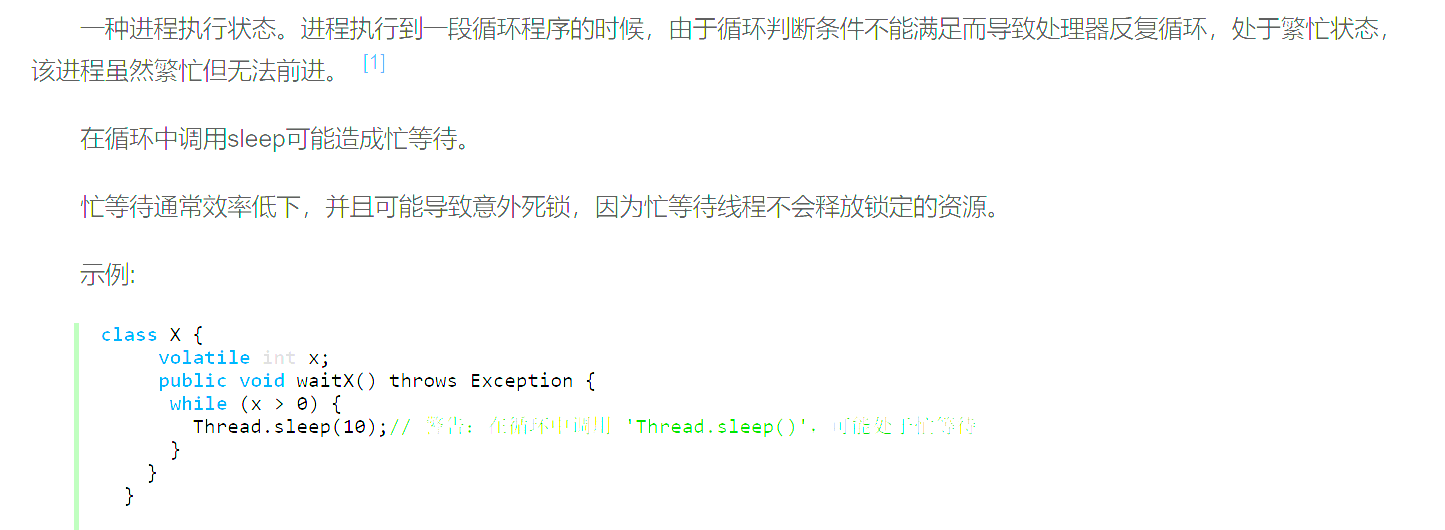 一种进程执行状态。进程执行到一段循环程序的时候，由于循环判断条件不能满足而导致处理器反复循环，处于繁忙状态，
该进程虽然繁忙但无法前进。 [1]
在循环中调用sleep可能造成忙等待。
忙等待通常效率低下，并且可能导致意外死锁，因为忙等待线程不会释放锁定的资源。
示例:
class X {
volatile int x;
public void waitX() throws Exception {
while (x > 0) {
Thread.sleep(10);// 警告：在循环中调用 'Thread.sleep()'，可能处于忙等待
}
}
}